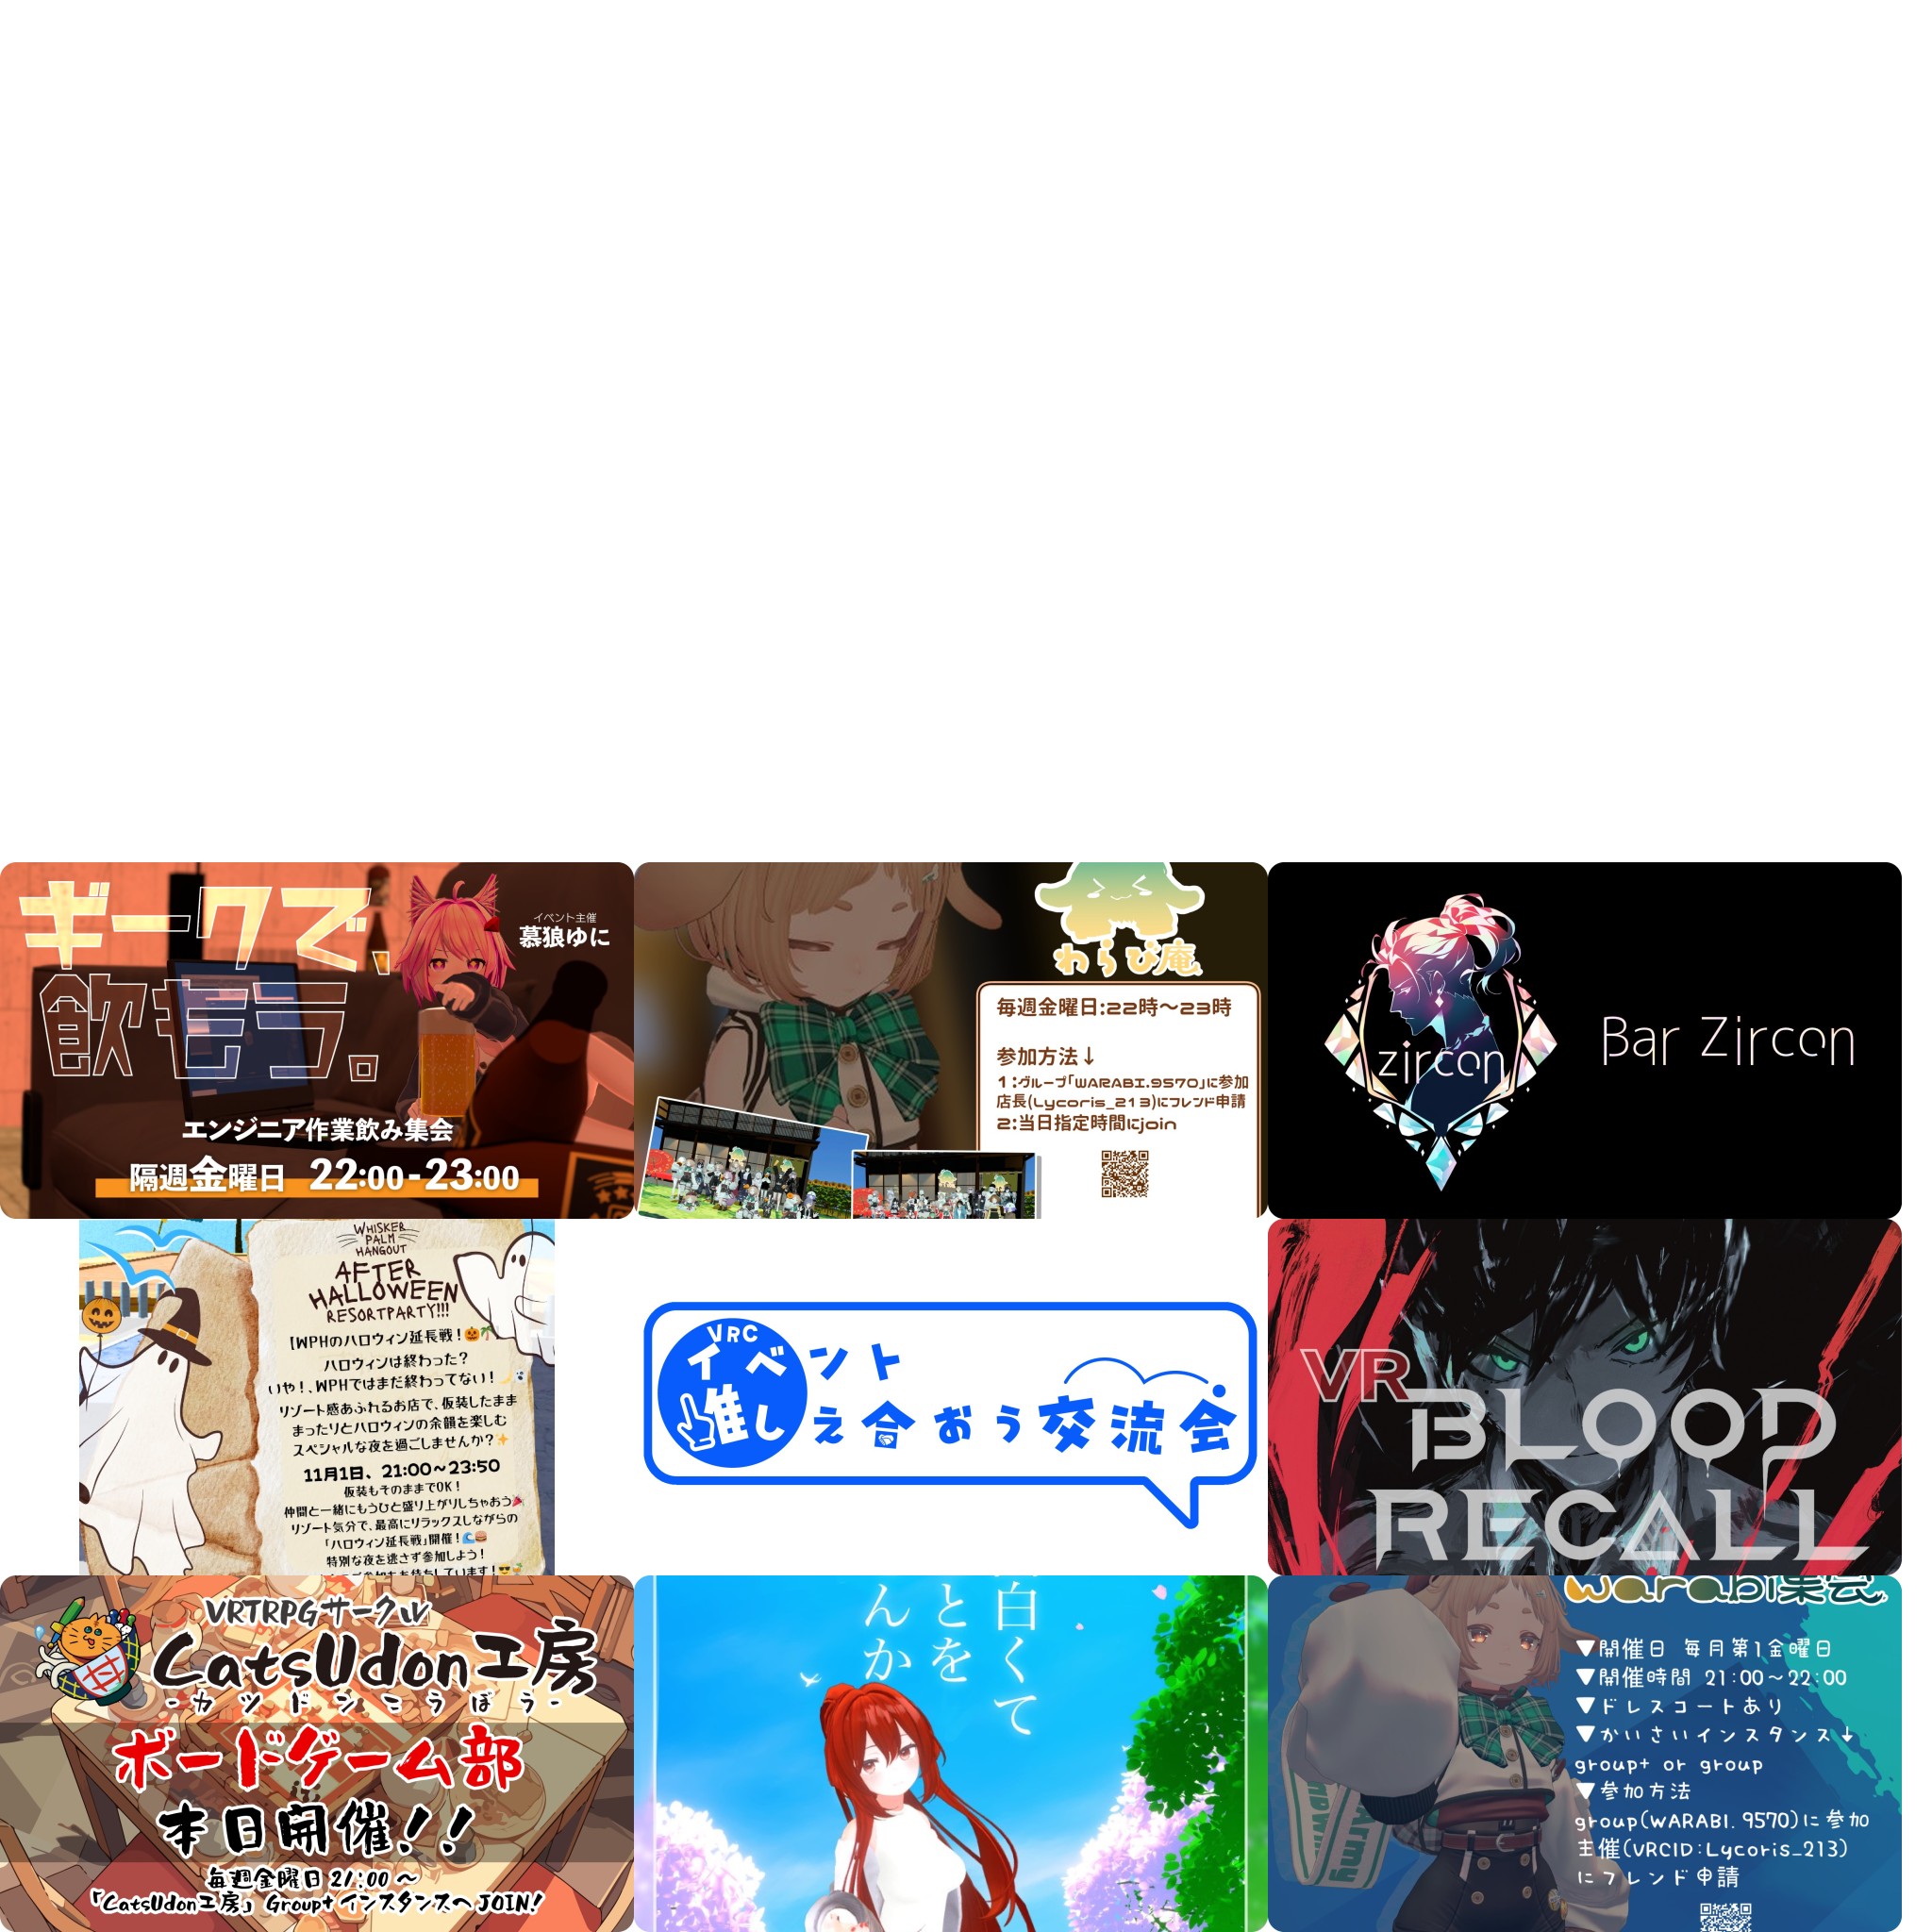 ギークで、
飲もう。
イベント主催
慕狼ゆに
エンジニア作業飲み集会
隔週金曜日 22:00-23:00
わらび庵
毎週金曜日:22時〜23時
参加方法↓
1:グループ「WARABI.9570」に参加
店長(Lycoris_213)にフレンド申請
2:当日指定時間にjoin
zircon
Bar Zircon
WHISKER
PALM
HANGOUT
AFTER
HALLOWEEN
RESORTPARTY!!!
「WPHのハロウィン延長戦!🎃🌴
ハロウィンは終わった?
いや!、WPHではまだ終わってない!🌙👻
リゾート感あふれるお店で、仮装したまま
まったりとハロウィンの余韻を楽しむ
スペシャルな夜を過ごしませんか?✨
11月1日、21:00~23:50
仮装もそのままでOK!
仲間と一緒にもうひと盛り上がりしちゃおう🎉
リゾート気分で、最高にリラックスしながらの
「ハロウィン延長戦」開催!🌊🍔
特別な夜を逃さず参加しよう!
VRC
イベント
推しえ合おう交流会
VR
BLOOD
RECALL
VRTRPGサークル
CatsUdon工房
-カツドンこうぼう-
ボードゲーム部
本日開催!!
毎週金曜日 21:00 〜
「CatsUdon工房」 Group+ インスタンスへ JOIN!
白くて
とを
んか
warabi集会
▼開催日 毎月第1金曜日
▼開催時間 21:00~22:00
▼ドレスコートあり
▼かいさいインスタンス↓
group+ or group
▼参加方法
group(WARABI.9570)に参加
主催(VRCID:Lycoris_213)
にフレンド申請